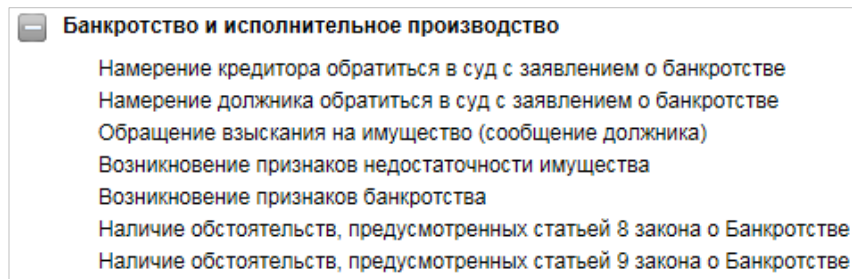 Банкротство и исполнительное производство
Намерение кредитора обратиться в суд с заявлением о банкротстве
Намерение должника обратиться в суд с заявлением о банкротстве
Обращение взыскания на имущество (сообщение должника)
Возникновение признаков недостаточности имущества
Возникновение признаков банкротства
Наличие обстоятельств, предусмотренных статьей 8 закона о Банкротстве
Наличие обстоятельств, предусмотренных статьей 9 закона о Банкротстве